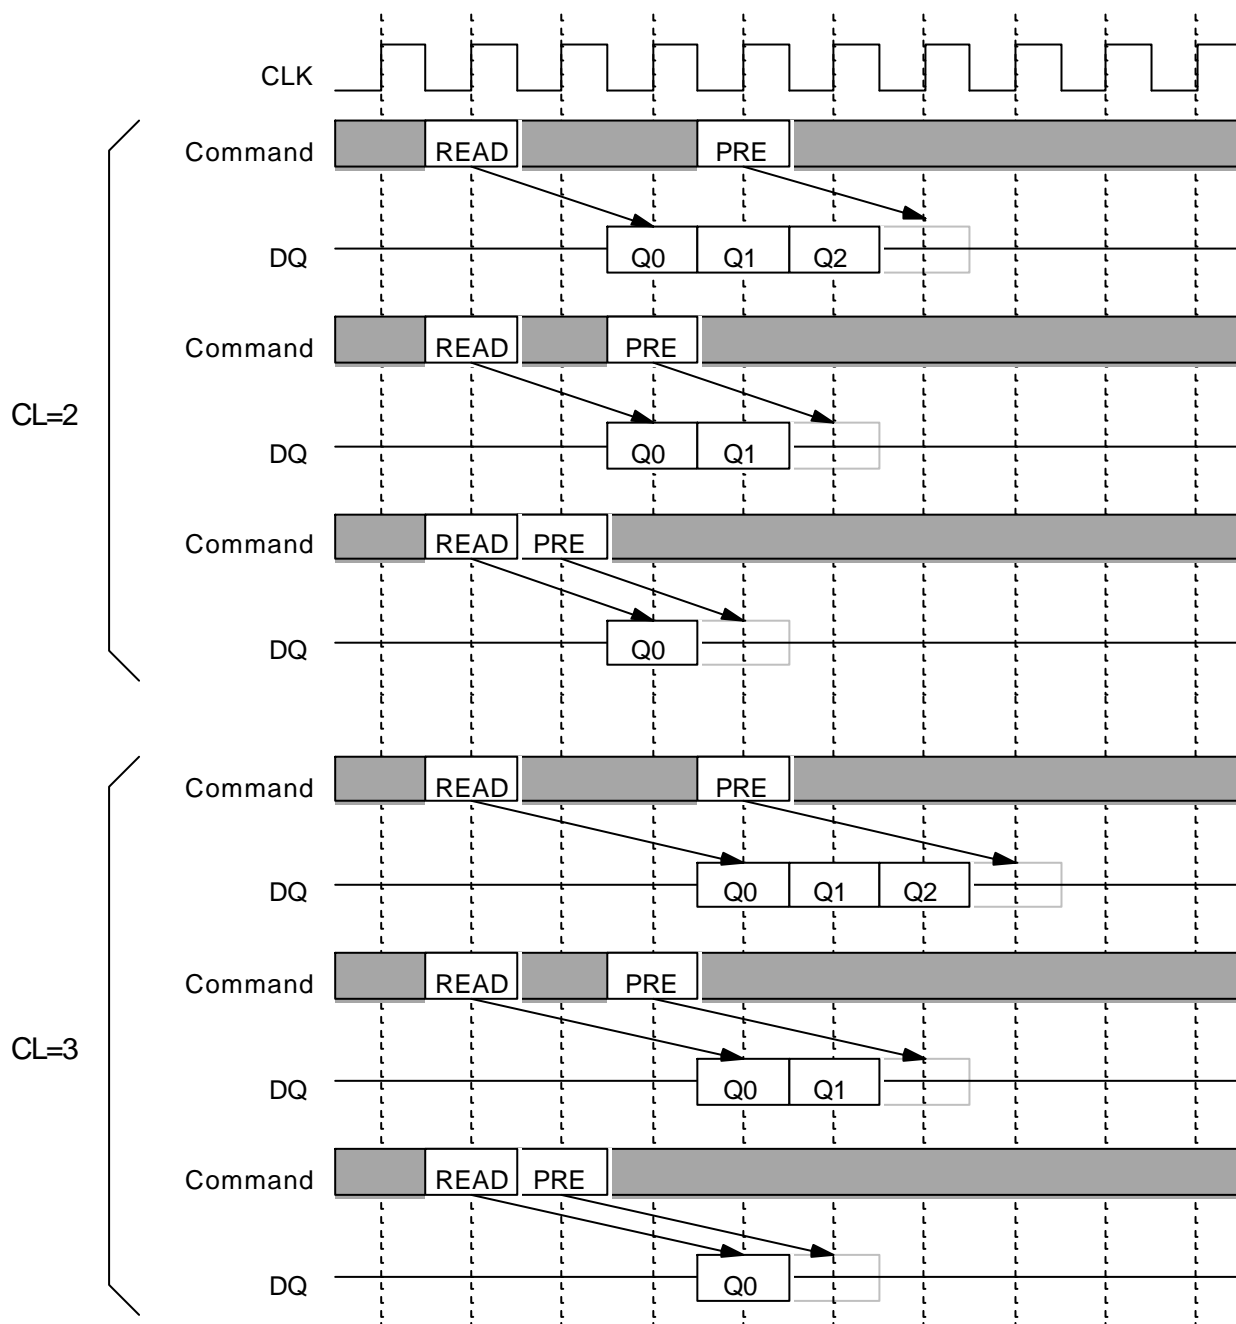 CLK
Command READ PRE
DQ Q0 Q1 Q2
Command READ PRE
CL=2
DQ Q0 Q1
Command READ PRE
DQ Q0
Command READ PRE
DQ Q0 Q1 Q2
Command READ PRE
CL=3
DQ Q0 Q1
Command READ PRE
DQ Q0